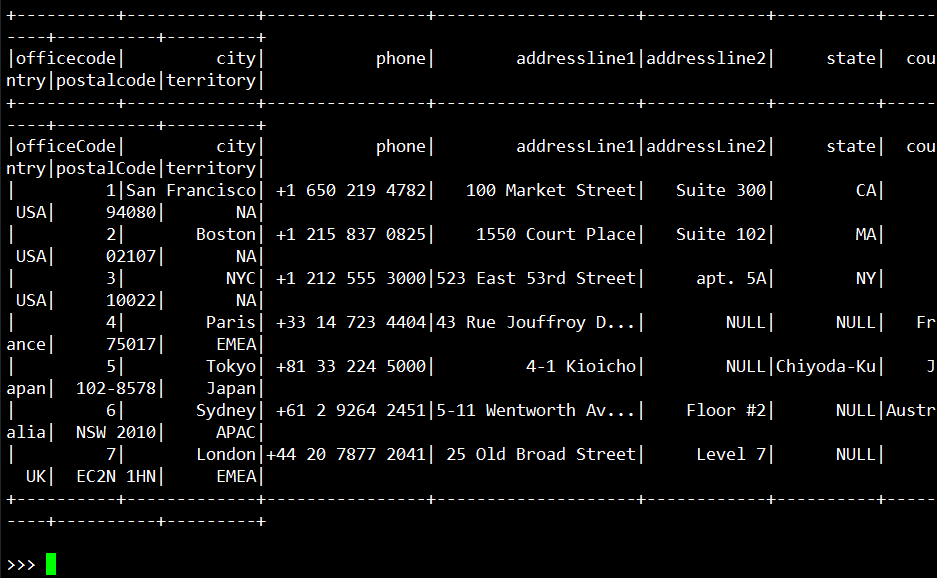 +----------+-------------+----------------+--------------------+------------+----------+-----
----+----------+---------+
|officecode|         city|           phone|        addressline1|addressline2|     state|  cou
ntry|postalcode|territory|
+----------+-------------+----------------+--------------------+------------+----------+-----
----+----------+---------+
|officeCode|         city|           phone|        addressLine1|addressLine2|     state|  cou
ntry|postalCode|territory|
|         1|San Francisco| +1 650 219 4782|   100 Market Street|   Suite 300|        CA|
 USA|     94080|       NA|
|         2|       Boston| +1 215 837 0825|    1550 Court Place|   Suite 102|        MA|
 USA|     02107|       NA|
|         3|          NYC| +1 212 555 3000|523 East 53rd Street|     apt. 5A|        NY|
 USA|     10022|       NA|
|         4|        Paris| +33 14 723 4404|43 Rue Jouffroy D...|        NULL|      NULL|   Fr
ance|     75017|     EMEA|
|         5|        Tokyo| +81 33 224 5000|         4-1 Kioicho|        NULL|Chiyoda-Ku|    J
apan|  102-8578|    Japan|
|         6|       Sydney| +61 2 9264 2451|5-11 Wentworth Av...|    Floor #2|      NULL|Austr
alia|  NSW 2010|     APAC|
|         7|       London|+44 20 7877 2041| 25 Old Broad Street|     Level 7|      NULL|
  UK|  EC2N 1HN|     EMEA|
+----------+-------------+----------------+--------------------+------------+----------+-----
----+----------+---------+
>>>